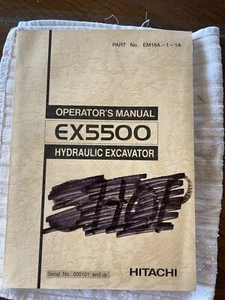 PART No. EM18A-1-1A
OPERATOR'S MANUAL
EX5500
HYDRAULIC EXCAVATOR
Serial No. 000101 and up
HITACHI